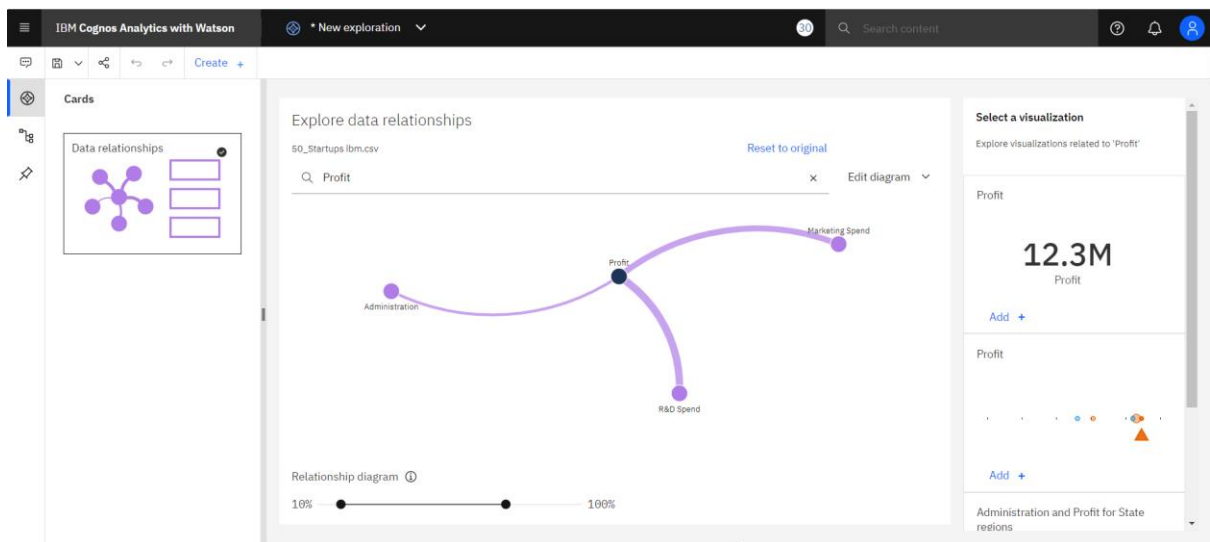 IBM Cognos Analytics with Watson
* New exploration
30
Search content
Create +
Cards
Data relationships
Explore data relationships
50_Startups ibm.csv
Reset to original
Profit
Edit diagram
Marketing Spend
Profit
Administration
R&D Spend
Relationship diagram
10%
100%
Select a visualization
Explore visualizations related to 'Profit'
Profit
12.3M
Profit
Add +
Profit
Add +
Administration and Profit for State
regions